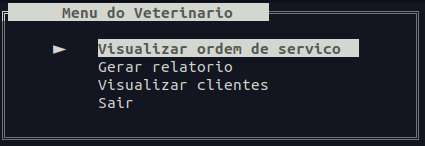 Menu do Veterinario
► Visualizar ordem de servico
Gerar relatorio
Visualizar clientes
Sair